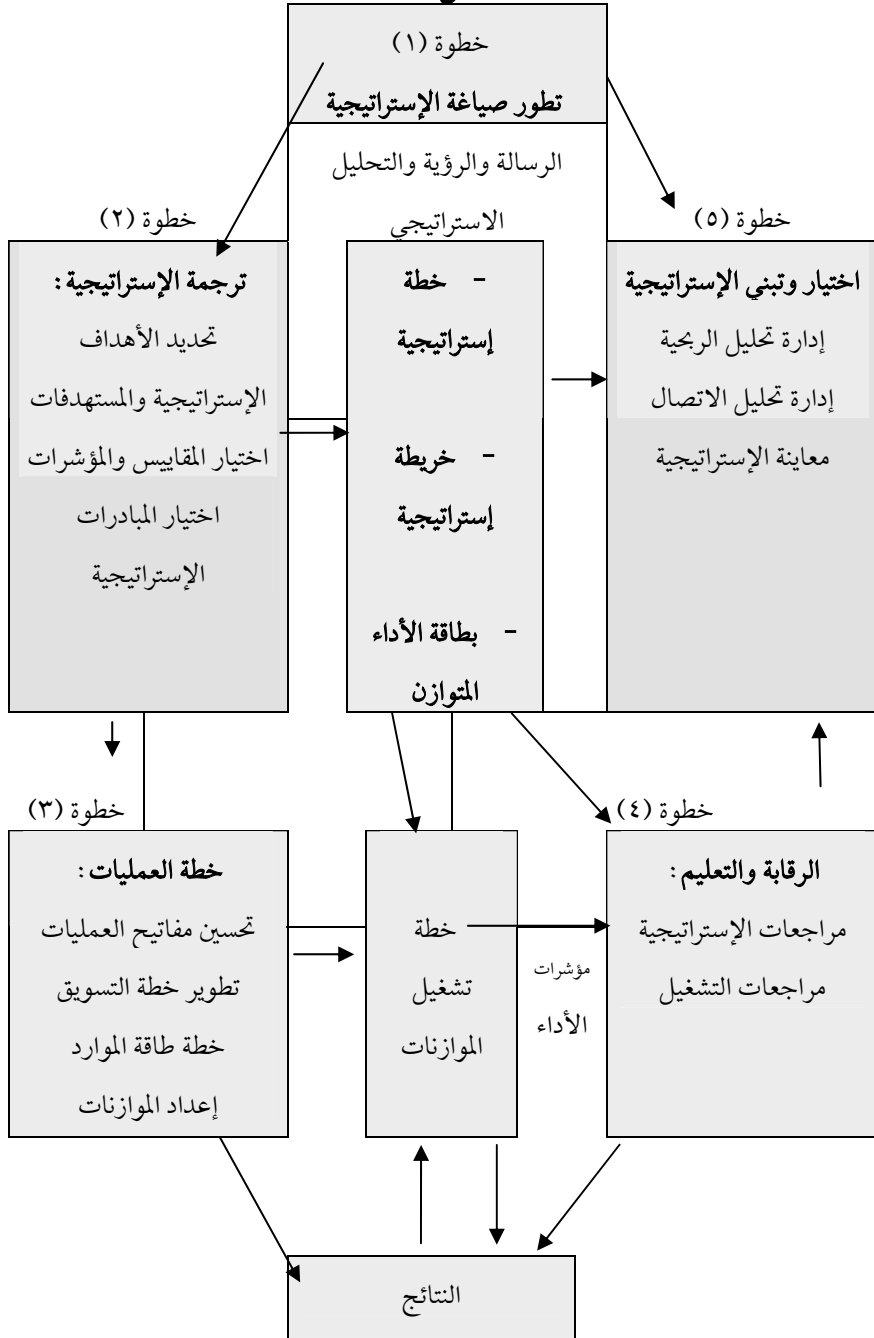 خطوة (١)
تطور صياغة الإستراتيجية
الرسالة والرؤية والتحليل
الاستراتيجي
خطوة (٢)
ترجمة الإستراتيجية:
تحديد الأهداف
الإستراتيجية والمستهدفات
اختيار المقاييس والمؤشرات
اختيار المبادرات
الإستراتيجية
- خطة
إستراتيجية
- خريطة
إستراتيجية
- بطاقة الأداء
المتوازن
خطوة (٥)
اختيار وتبني الإستراتيجية
إدارة تحليل الربحية
إدارة تحليل الاتصال
معاينة الإستراتيجية
خطوة (٣)
خطة العمليات:
تحسين مفاتيح العمليات
تطوير خطة التسويق
خطة طاقة الموارد
إعداد الموازنات
خطة
تشغيل
الموازنات
مؤشرات
الأداء
خطوة (٤)
الرقابة والتعليم:
مراجعات الإستراتيجية
مراجعات التشغيل
النتائج